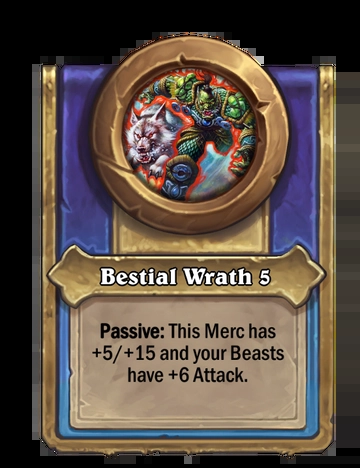 Bestial Wrath 5
Passive: This Merc has
+5/+15 and your Beasts
have +6 Attack.